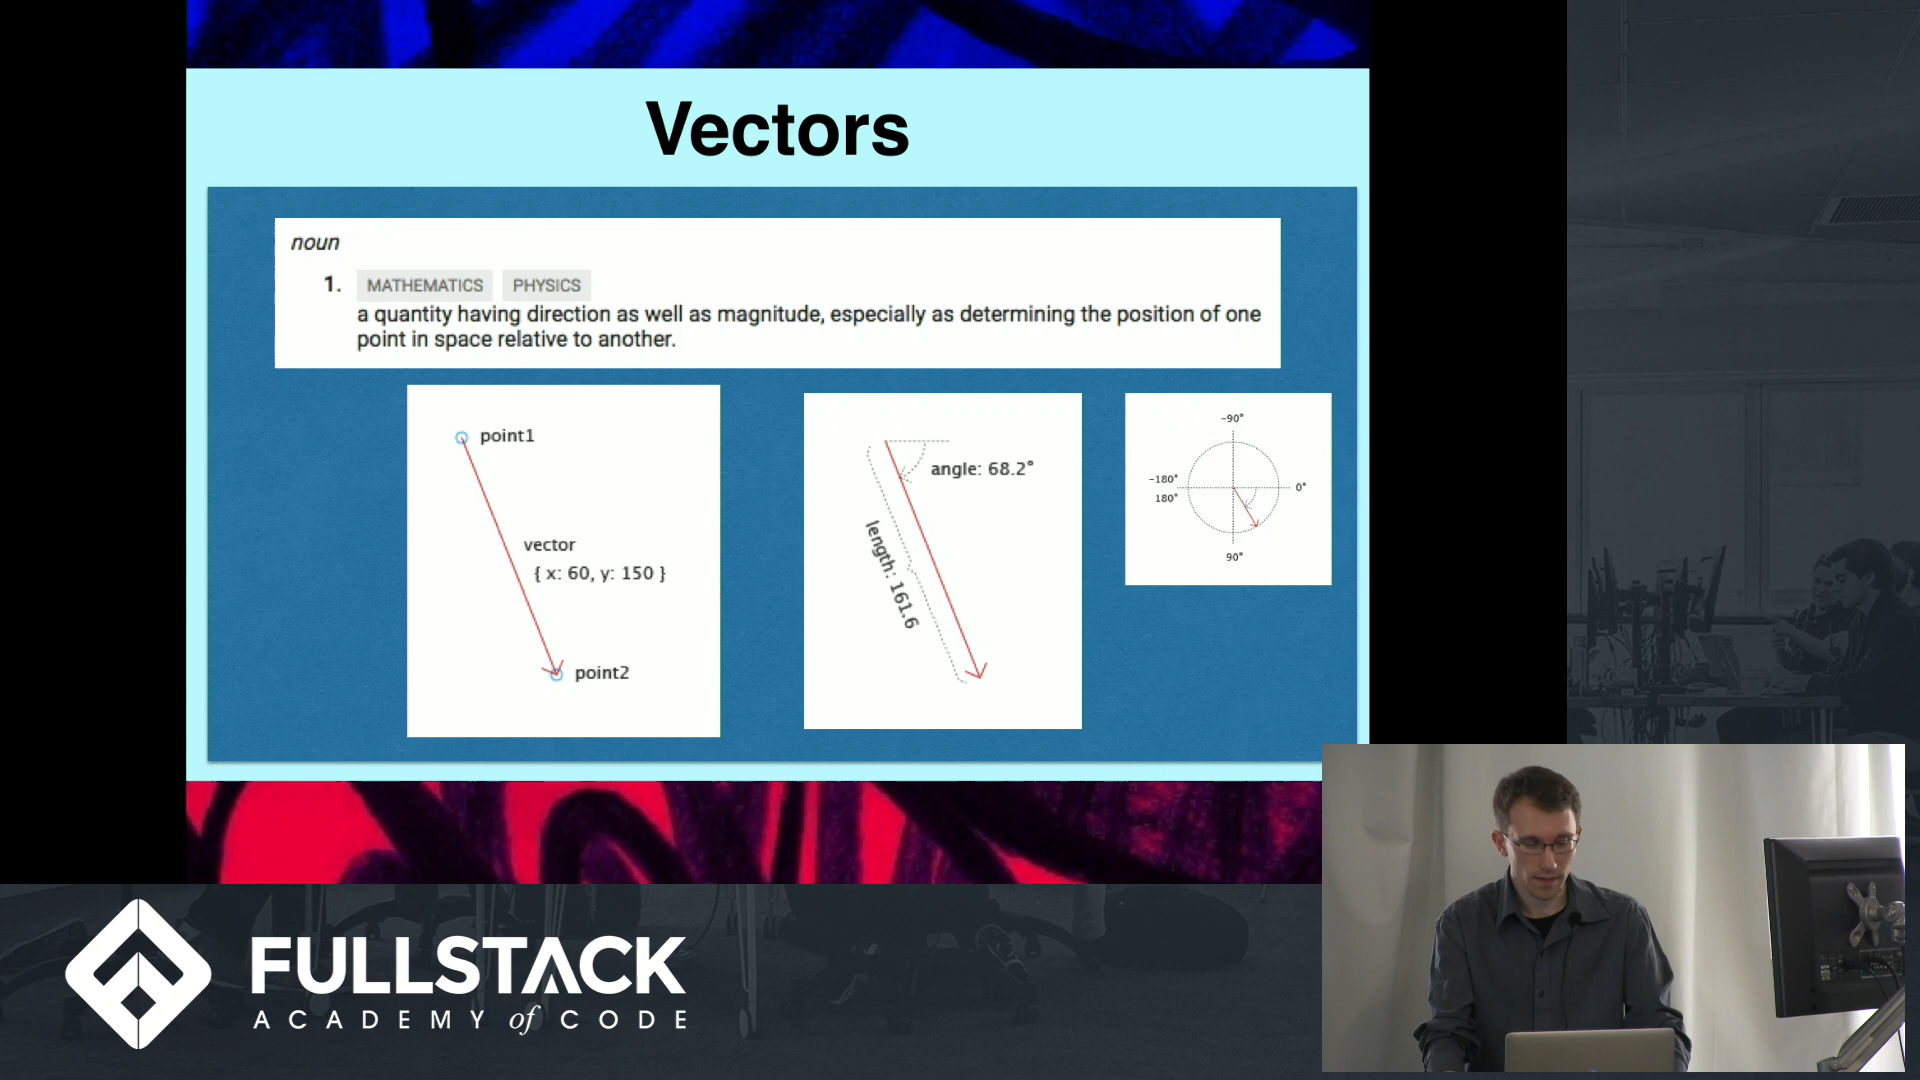 Vectors
noun
1. MATHEMATICS PHYSICS
a quantity having direction as well as magnitude, especially as determining the position of one
point in space relative to another.
point1
vector
{ x: 60, y: 150 }
point2
angle: 68.2°
length: 161.6
-90°
-180°
180°
0°
90°
FULLSTACK
ACADEMY of CODE